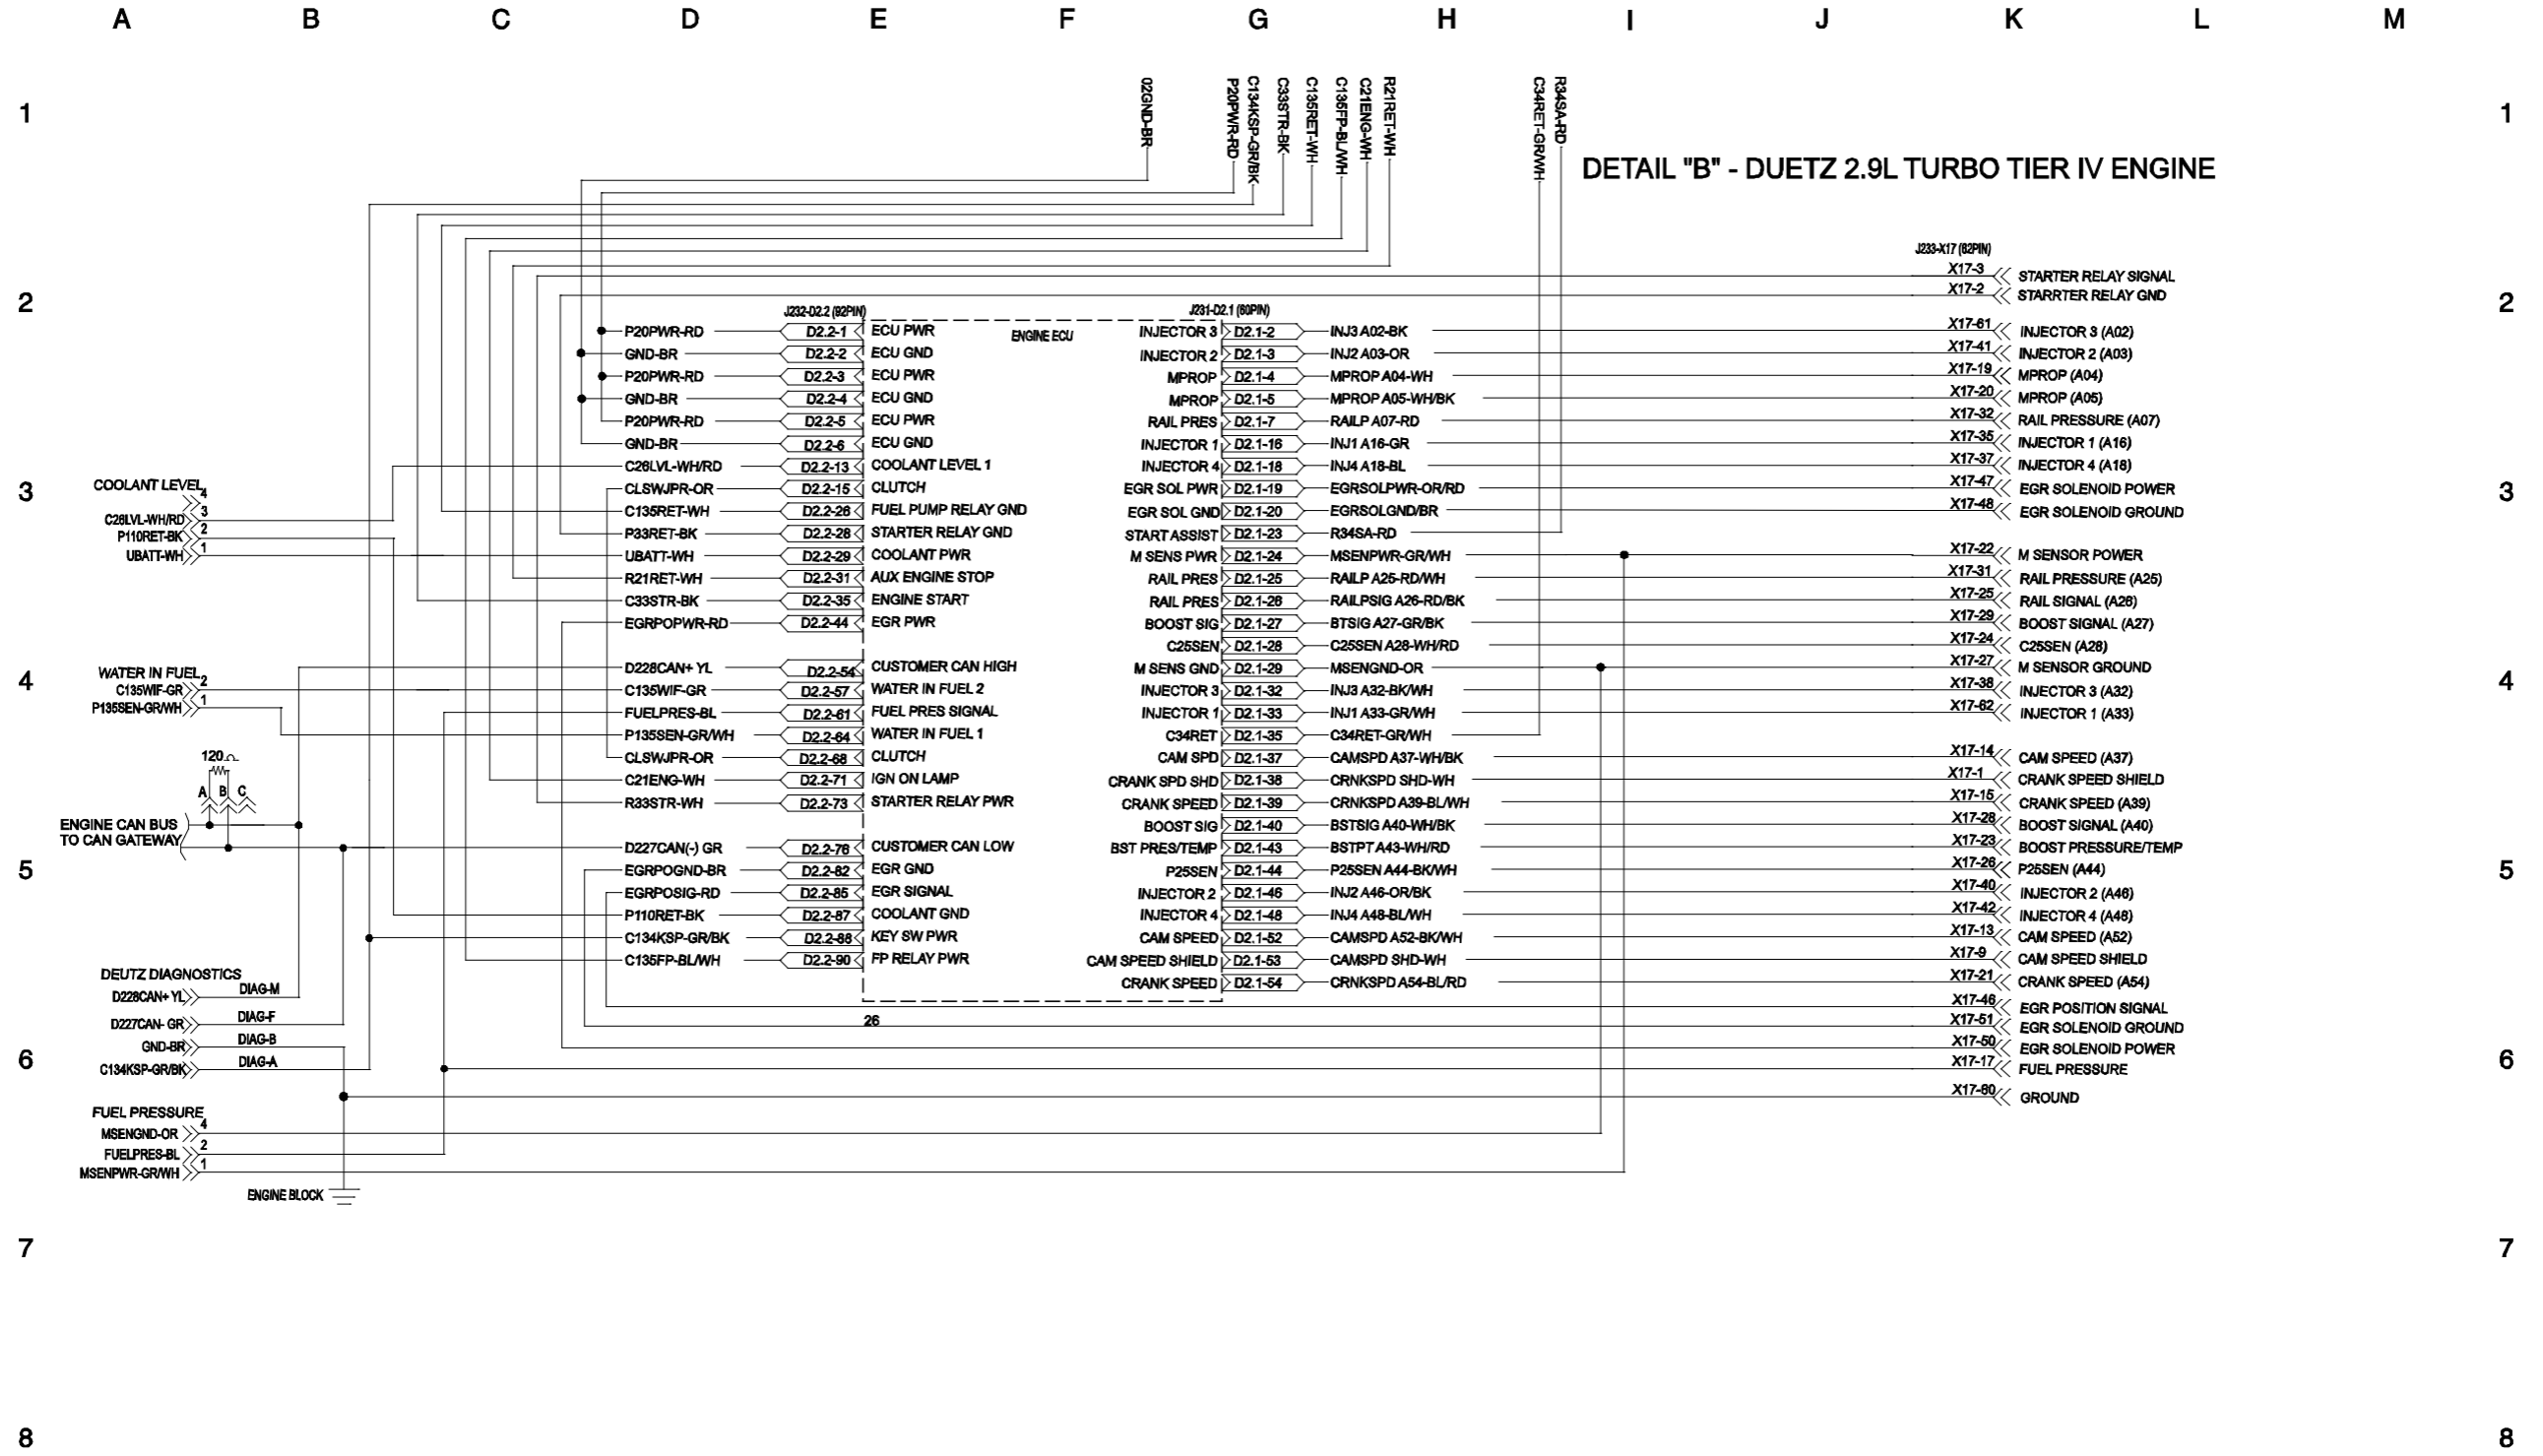 A B C D E F G H I J K L M
1 1
2 2
3 3
4 4
5 5
6 6
7 7
8 8
02GND-BR
P20PWR-RD
C134KSP-GR/BK
C33STR-BK
C135RET-WH
C135FP-BL/WH
C21ENG-WH
R21RET-WH
C34RET-GR/WH
R34SA-RD
DETAIL "B" - DUETZ 2.9L TURBO TIER IV ENGINE
COOLANT LEVEL
4
C26LVL-WH/RD 3
P110RET-BK 2
UBATT-WH 1
WATER IN FUEL
C135WIF-GR 2
P135SEN-GR/WH 1
120Ω
A B C
ENGINE CAN BUS
TO CAN GATEWAY
DEUTZ DIAGNOSTICS
D228CAN+ YL DIAG-M
D227CAN- GR DIAG-F
GND-BR DIAG-B
C134KSP-GR/BK DIAG-A
FUEL PRESSURE
MSENGND-OR 4
FUELPRES-BL 2
MSENPWR-GR/WH 1
ENGINE BLOCK
J232-D2.2 (92PIN)
P20PWR-RD D2.2-1 ECU PWR
GND-BR D2.2-2 ECU GND
P20PWR-RD D2.2-3 ECU PWR
GND-BR D2.2-4 ECU GND
P20PWR-RD D2.2-5 ECU PWR
GND-BR D2.2-6 ECU GND
C26LVL-WH/RD D2.2-13 COOLANT LEVEL 1
CLSWJPR-OR D2.2-15 CLUTCH
C135RET-WH D2.2-26 FUEL PUMP RELAY GND
P33RET-BK D2.2-28 STARTER RELAY GND
UBATT-WH D2.2-29 COOLANT PWR
R21RET-WH D2.2-31 AUX ENGINE STOP
C33STR-BK D2.2-35 ENGINE START
EGRPOPWR-RD D2.2-44 EGR PWR
D228CAN+ YL D2.2-54 CUSTOMER CAN HIGH
C135WIF-GR D2.2-57 WATER IN FUEL 2
FUELPRES-BL D2.2-61 FUEL PRES SIGNAL
P135SEN-GR/WH D2.2-64 WATER IN FUEL 1
CLSWJPR-OR D2.2-68 CLUTCH
C21ENG-WH D2.2-71 IGN ON LAMP
R33STR-WH D2.2-73 STARTER RELAY PWR
D227CAN(-) GR D2.2-76 CUSTOMER CAN LOW
EGRPOGND-BR D2.2-82 EGR GND
EGRPOSIG-RD D2.2-85 EGR SIGNAL
P110RET-BK D2.2-87 COOLANT GND
C134KSP-GR/BK D2.2-88 KEY SW PWR
C135FP-BL/WH D2.2-90 FP RELAY PWR
26
ENGINE ECU
J231-D2.1 (60PIN)
INJECTOR 3 D2.1-2 INJ3 A02-BK
INJECTOR 2 D2.1-3 INJ2 A03-OR
MPROP D2.1-4 MPROP A04-WH
MPROP D2.1-5 MPROP A05-WH/BK
RAIL PRES D2.1-7 RAILP A07-RD
INJECTOR 1 D2.1-16 INJ1 A16-GR
INJECTOR 4 D2.1-18 INJ4 A18-BL
EGR SOL PWR D2.1-19 EGRSOLPWR-OR/RD
EGR SOL GND D2.1-20 EGRSOLGND/BR
START ASSIST D2.1-23 R34SA-RD
M SENS PWR D2.1-24 MSENPWR-GR/WH
RAIL PRES D2.1-25 RAILP A25-RD/WH
RAIL PRES D2.1-26 RAILPSIG A26-RD/BK
BOOST SIG D2.1-27 BTSIG A27-GR/BK
C25SEN D2.1-28 C25SEN A28-WH/RD
M SENS GND D2.1-29 MSENGND-OR
INJECTOR 3 D2.1-32 INJ3 A32-BK/WH
INJECTOR 1 D2.1-33 INJ1 A33-GR/WH
C34RET D2.1-35 C34RET-GR/WH
CAM SPD D2.1-37 CAMSPD A37-WH/BK
CRANK SPD SHD D2.1-38 CRNKSPD SHD-WH
CRANK SPEED D2.1-39 CRNKSPD A39-BL/WH
BOOST SIG D2.1-40 BSTSIG A40-WH/BK
BST PRES/TEMP D2.1-43 BSTPT A43-WH/RD
P25SEN D2.1-44 P25SEN A44-BK/WH
INJECTOR 2 D2.1-46 INJ2 A46-OR/BK
INJECTOR 4 D2.1-48 INJ4 A48-BL/WH
CAM SPEED D2.1-52 CAMSPD A52-BK/WH
CAM SPEED SHIELD D2.1-53 CAMSPD SHD-WH
CRANK SPEED D2.1-54 CRNKSPD A54-BL/RD
J233-X17 (62PIN)
X17-3 STARTER RELAY SIGNAL
X17-2 STARRTER RELAY GND
X17-61 INJECTOR 3 (A02)
X17-41 INJECTOR 2 (A03)
X17-19 MPROP (A04)
X17-20 MPROP (A05)
X17-32 RAIL PRESSURE (A07)
X17-35 INJECTOR 1 (A16)
X17-37 INJECTOR 4 (A18)
X17-47 EGR SOLENOID POWER
X17-48 EGR SOLENOID GROUND
X17-22 M SENSOR POWER
X17-31 RAIL PRESSURE (A25)
X17-25 RAIL SIGNAL (A26)
X17-29 BOOST SIGNAL (A27)
X17-24 C25SEN (A28)
X17-27 M SENSOR GROUND
X17-38 INJECTOR 3 (A32)
X17-62 INJECTOR 1 (A33)
X17-14 CAM SPEED (A37)
X17-1 CRANK SPEED SHIELD
X17-15 CRANK SPEED (A39)
X17-28 BOOST SIGNAL (A40)
X17-23 BOOST PRESSURE/TEMP
X17-26 P25SEN (A44)
X17-40 INJECTOR 2 (A46)
X17-42 INJECTOR 4 (A48)
X17-13 CAM SPEED (A52)
X17-9 CAM SPEED SHIELD
X17-21 CRANK SPEED (A54)
X17-46 EGR POSITION SIGNAL
X17-51 EGR SOLENOID GROUND
X17-50 EGR SOLENOID POWER
X17-17 FUEL PRESSURE
X17-60 GROUND